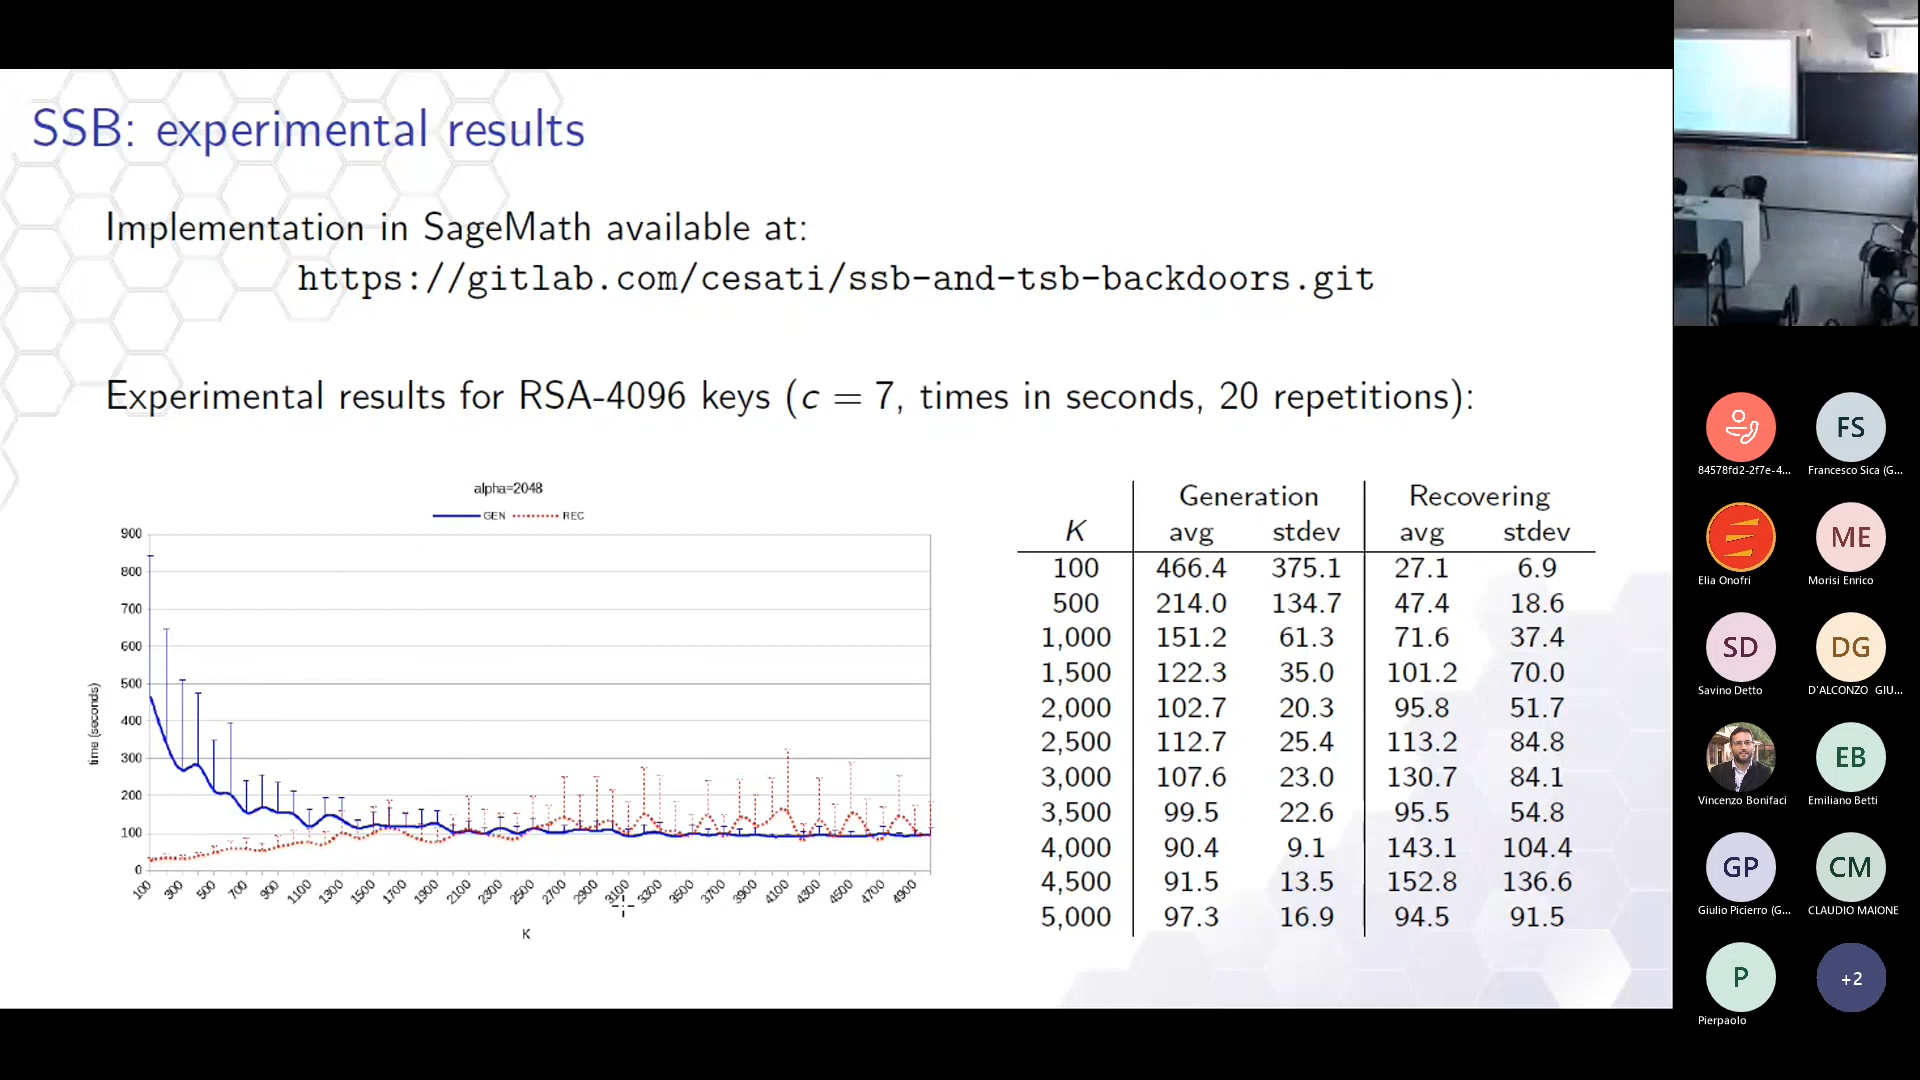 SSB: experimental results
Implementation in SageMath available at:
https://gitlab.com/cesati/ssb-and-tsb-backdoors.git
Experimental results for RSA-4096 keys (c = 7, times in seconds, 20 repetitions):
alpha=2048
GEN REC
time (seconds)
900
800
700
600
500
400
300
200
100
0
100 300 500 700 900 1100 1300 1500 1700 1900 2100 2300 2500 2700 2900 3100 3300 3500 3700 3900 4100 4300 4500 4700 4900
K
Generation Recovering
K avg stdev avg stdev
100 466.4 375.1 27.1 6.9
500 214.0 134.7 47.4 18.6
1,000 151.2 61.3 71.6 37.4
1,500 122.3 35.0 101.2 70.0
2,000 102.7 20.3 95.8 51.7
2,500 112.7 25.4 113.2 84.8
3,000 107.6 23.0 130.7 84.1
3,500 99.5 22.6 95.5 54.8
4,000 90.4 9.1 143.1 104.4
4,500 91.5 13.5 152.8 136.6
5,000 97.3 16.9 94.5 91.5
FS
84578fd2-2f7e-4... Francesco Sica (G...
ME
Elia Onofri Morisi Enrico
SD DG
Savino Detto D'ALCONZO GIU...
EB
Vincenzo Bonifaci Emiliano Betti
GP CM
Giulio Picierro (G... CLAUDIO MAIONE
P +2
Pierpaolo